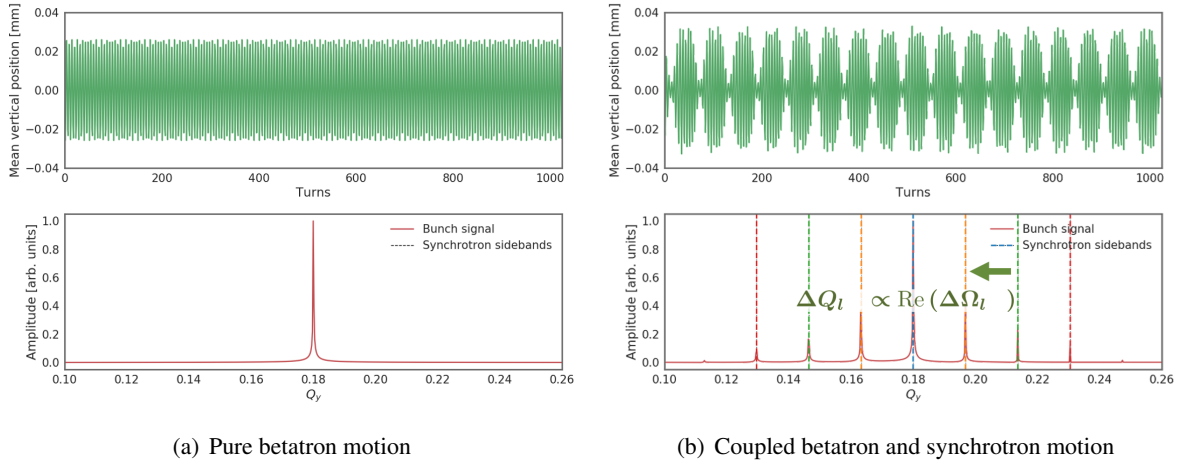 Mean vertical position [mm]
0.04
0.02
0.00
−0.02
−0.04
0 200 400 600 800 1000
Turns
Amplitude [arb. units]
1.0
0.8
0.6
0.4
0.2
0.0
Bunch signal
Synchrotron sidebands
0.10 0.12 0.14 0.16 0.18 0.20 0.22 0.24 0.26
Q_y
(a) Pure betatron motion
Mean vertical position [mm]
0.04
0.02
0.00
−0.02
−0.04
0 200 400 600 800 1000
Turns
Amplitude [arb. units]
1.0
0.8
0.6
0.4
0.2
0.0
Bunch signal
Synchrotron sidebands
ΔQ_l ∝ Re (ΔΩ_l )
0.10 0.12 0.14 0.16 0.18 0.20 0.22 0.24 0.26
Q_y
(b) Coupled betatron and synchrotron motion